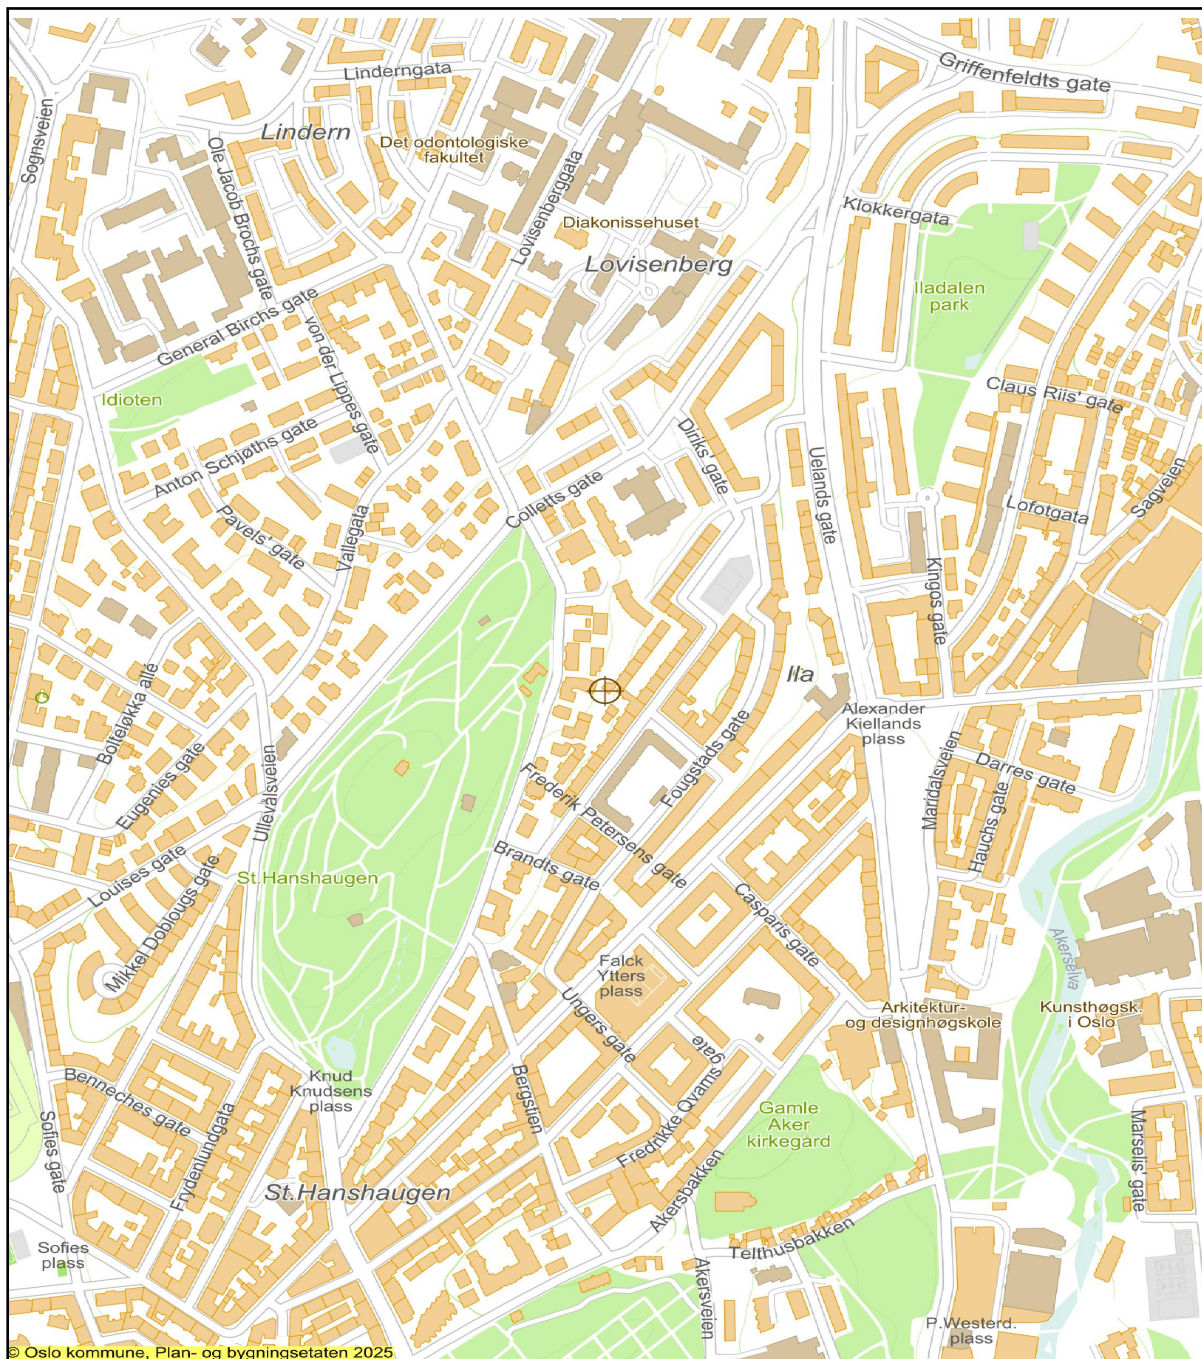 Griffenfeldts gate
Linderngata
Lindern
Det odontologiske
fakultet
Sognsveien
Ole Jacob Brochs gate
Lovisenberggata
Klokkergata
Diakonissehuset
Lovisenberg
Iladalen
park
General Birchs gate
von der Lippes gate
Idioten
Claus Riis' gate
Anton Schjøths gate
Diriks' gate
Uelands gate
Colletts gate
Lofotgata
Sagveien
Pavels' gate
Vallegata
Kingos gate
Ila
Bolteløkka allé
Alexander
Kiellands
plass
Eugenies gate
Ullevålsveien
Frederik Petersens gate
Fougstads gate
Maridalsveien
Darres gate
Hauchs gate
Louises gate
St.Hanshaugen
Brandts gate
Casparis gate
Mikkel Doblougs gate
Akerselva
Falck
Ytters
plass
Ungers gate
Arkitektur-
og designhøgskole
Kunsthøgsk.
i Oslo
Knud
Knudsens
plass
Benneches gate
Bergstien
Fredrikke Qvams
gate
Gamle
Aker
kirkegård
Sofies gate
Frydenlundgata
Marselis' gate
St.Hanshaugen
Akersbakken
Telthusbakken
Sofies
plass
Akersveien
P.Westerd.
plass
© Oslo kommune, Plan- og bygningsetaten 2025